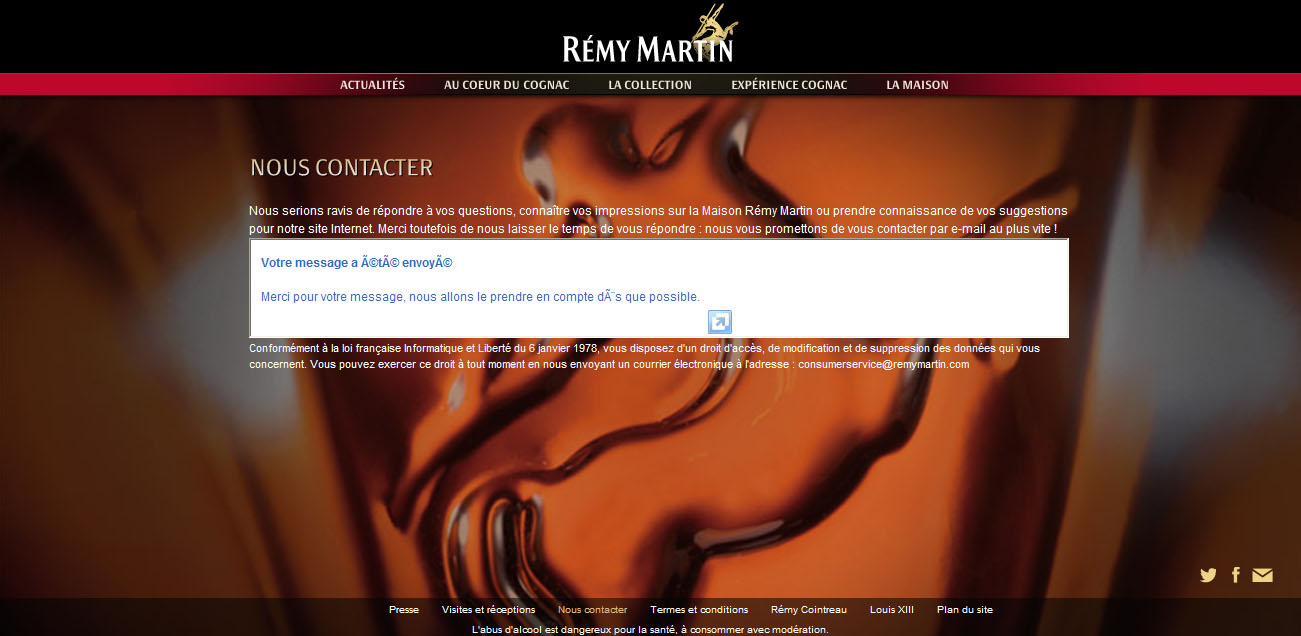 RÉMY MARTIN
ACTUALITÉS AU COEUR DU COGNAC LA COLLECTION EXPÉRIENCE COGNAC LA MAISON
NOUS CONTACTER
Nous serions ravis de répondre à vos questions, connaître vos impressions sur la Maison Rémy Martin ou prendre connaissance de vos suggestions
pour notre site Internet. Merci toutefois de nous laisser le temps de vous répondre : nous vous promettons de vous contacter par e-mail au plus vite !
Votre message a Ã©tÃ© envoyÃ©
Merci pour votre message, nous allons le prendre en compte dÃ¨s que possible.
Conformément à la loi française Informatique et Liberté du 6 janvier 1978, vous disposez d'un droit d'accès, de modification et de suppression des données qui vous
concernent. Vous pouvez exercer ce droit à tout moment en nous envoyant un courrier électronique à l'adresse : consumerservice@remymartin.com
Presse Visites et réceptions Nous contacter Termes et conditions Rémy Cointreau Louis XIII Plan du site
L'abus d'alcool est dangereux pour la santé, à consommer avec modération.